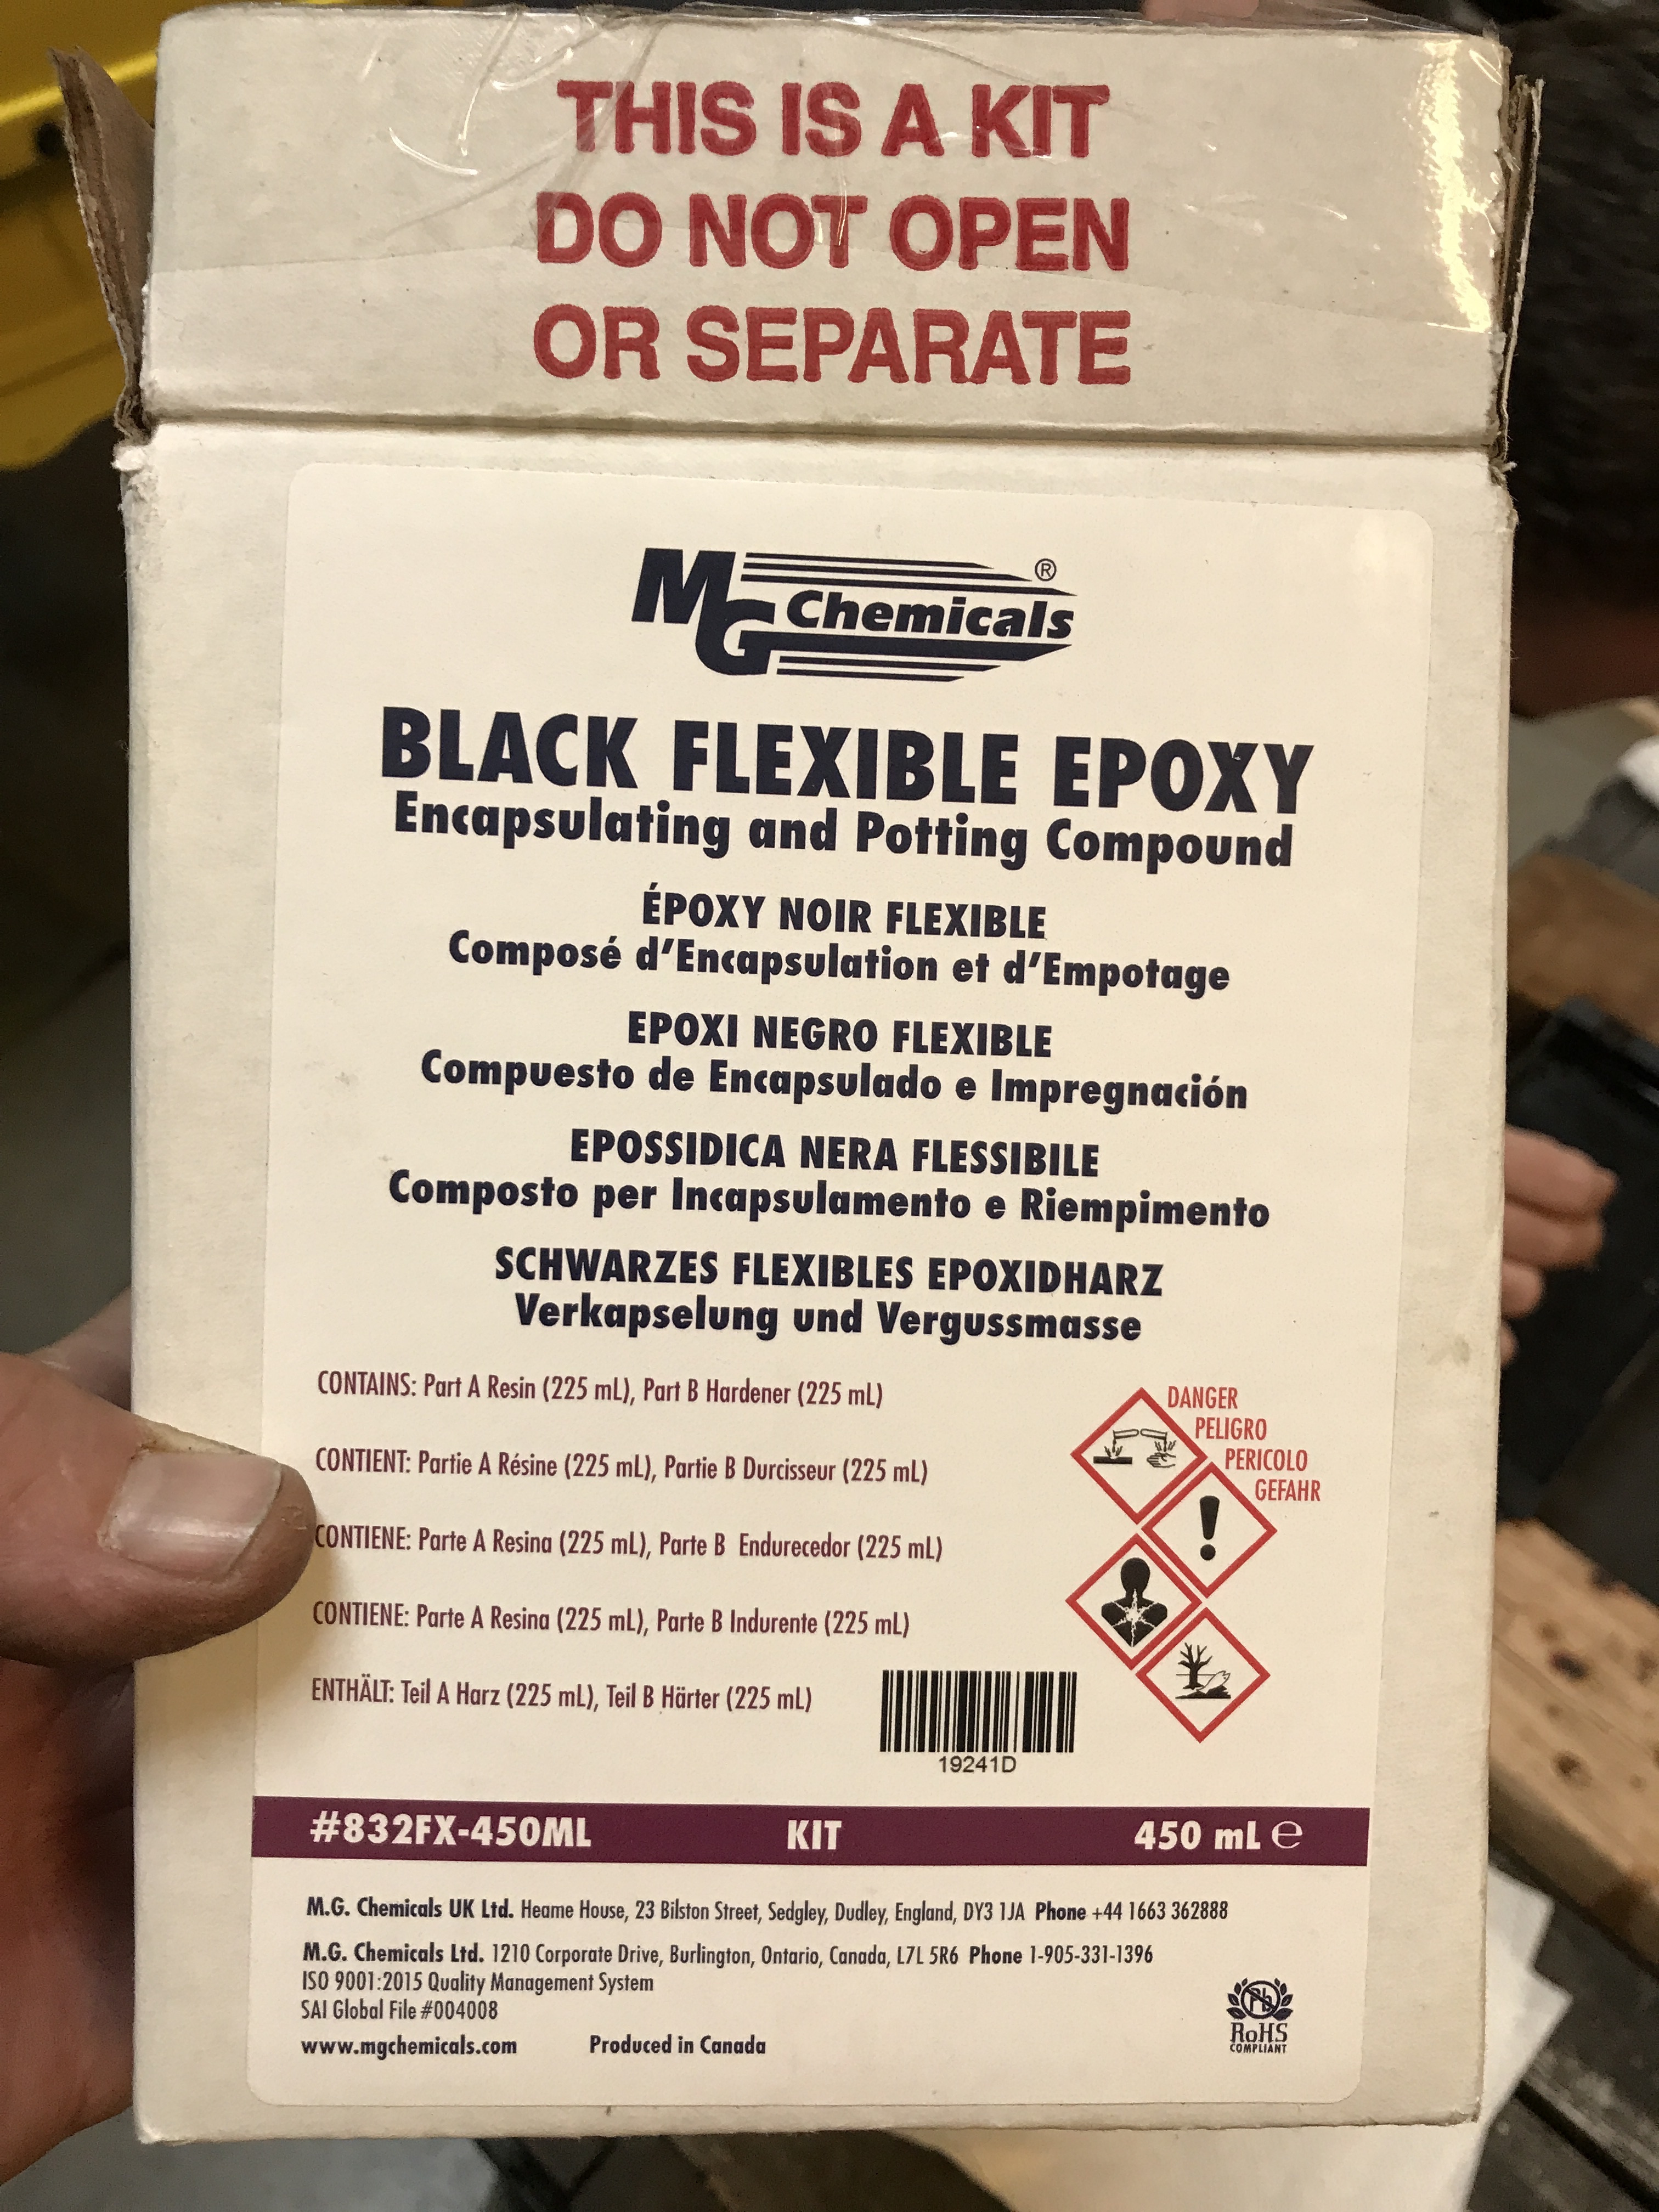 THIS IS A KIT
DO NOT OPEN
OR SEPARATE
MG Chemicals ®
BLACK FLEXIBLE EPOXY
Encapsulating and Potting Compound
ÉPOXY NOIR FLEXIBLE
Composé d'Encapsulation et d'Empotage
EPOXI NEGRO FLEXIBLE
Compuesto de Encapsulado e Impregnación
EPOSSIDICA NERA FLESSIBILE
Composto per Incapsulamento e Riempimento
SCHWARZES FLEXIBLES EPOXIDHARZ
Verkapselung und Vergussmasse
CONTAINS: Part A Resin (225 mL), Part B Hardener (225 mL)
CONTIENT: Partie A Résine (225 mL), Partie B Durcisseur (225 mL)
CONTIENE: Parte A Resina (225 mL), Parte B Endurecedor (225 mL)
CONTIENE: Parte A Resina (225 mL), Parte B Indurente (225 mL)
ENTHÄLT: Teil A Harz (225 mL), Teil B Härter (225 mL)
DANGER
PELIGRO
PERICOLO
GEFAHR
19241D
#832FX-450ML KIT 450 mL ℮
M.G. Chemicals UK Ltd. Heame House, 23 Bilston Street, Sedgley, Dudley, England, DY3 1JA Phone +44 1663 362888
M.G. Chemicals Ltd. 1210 Corporate Drive, Burlington, Ontario, Canada, L7L 5R6 Phone 1-905-331-1396
ISO 9001:2015 Quality Management System
SAI Global File #004008
www.mgchemicals.com Produced in Canada
Pb
RoHS
COMPLIANT